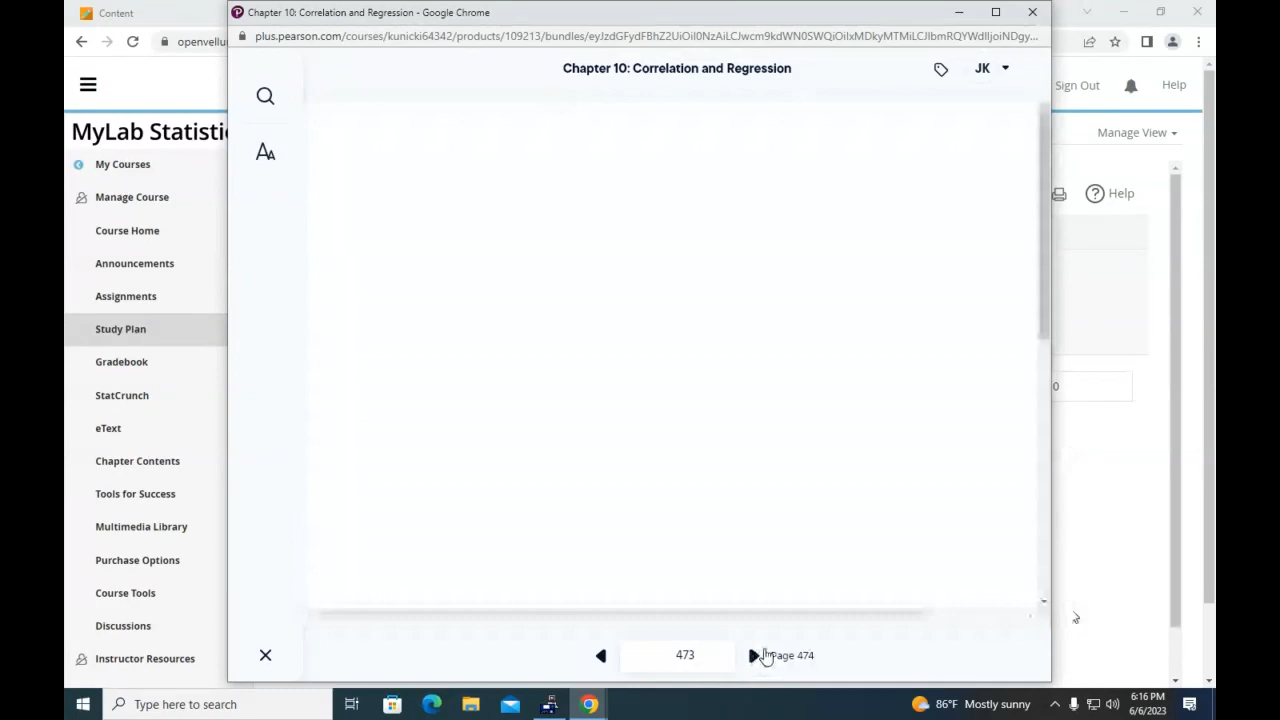 Content
Chapter 10: Correlation and Regression - Google Chrome
openvellu
plus.pearson.com/courses/kunicki64342/products/109213/bundles/eyJzdGFydFBhZ2UiOiI0NzAiLCJwcm9kdWN0SWQiOiIxMDkyMTMiLCJlbmRQYWdlIjoiNDgy...
Chapter 10: Correlation and Regression
JK
Sign Out
Help
MyLab Statisti
Manage View
My Courses
Manage Course
Help
Course Home
Announcements
Assignments
Study Plan
Gradebook
0
StatCrunch
eText
Chapter Contents
Tools for Success
Multimedia Library
Purchase Options
Course Tools
Discussions
Instructor Resources
473
Page 474
Type here to search
86°F Mostly sunny
6:16 PM
6/6/2023